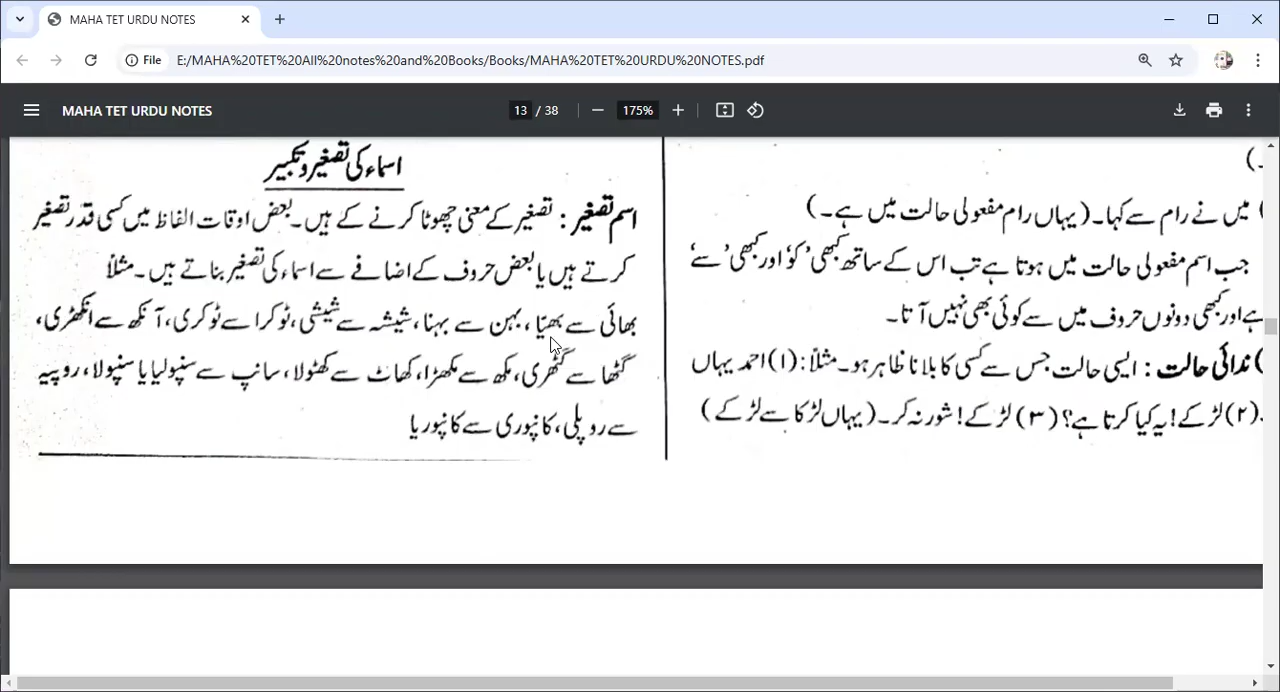 MAHA TET URDU NOTES
File
E:/MAHA%20TET%20All%20notes%20and%20Books/Books/MAHA%20TET%20URDU%20NOTES.pdf
MAHA TET URDU NOTES
13 / 38
175%
میں نے رام سے کہا۔ (یہاں رام مفعولی حالت میں ہے۔)
جب اسم مفعولی حالت میں ہوتا ہے تب اس کے ساتھ کبھی 'کو' اور کبھی 'سے'
ہے اور کبھی دونوں حروف میں سے کوئی بھی نہیں آتا۔
) ندائی حالت : ایسی حالت جس سے کسی کا بلانا ظاہر ہو۔ مثلاً : (۱) احمد یہاں
(۲) لڑکے! یہ کیا کرتا ہے؟ (۳) لڑکے! شور نہ کر۔ (یہاں لڑکا سے لڑکے)
اسماء کی تصغیر و تکبیر
اسم تصغیر : تصغیر کے معنی چھوٹا کرنے کے ہیں۔ بعض اوقات الفاظ میں کسی قدر تصغیر
کرتے ہیں یا بعض حروف کے اضافے سے اسماء کی تصغیر بناتے ہیں۔ مثلاً
بھائی سے بھیّا، بہن سے بہنا، شیشہ سے شیشی، ٹوکرا سے ٹوکری، آنکھ سے انکھڑی،
گٹھا سے گٹھری، مکھ سے مکھڑا، کھاٹ سے کھٹولا، سانپ سے سنپولیا یا سنپولا، روپیہ
سے روپلی، کانپوری سے کانپوریا